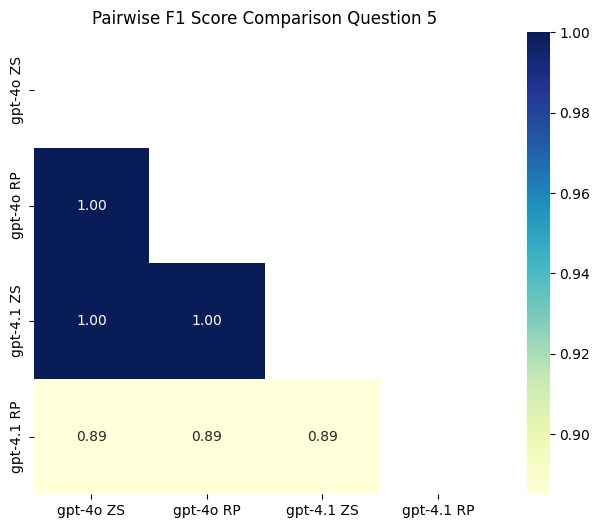 Pairwise F1 Score Comparison Question 5
gpt-4o ZS
gpt-4o RP
gpt-4.1 ZS
gpt-4.1 RP
1.00
1.00 1.00
0.89 0.89 0.89
gpt-4o ZS gpt-4o RP gpt-4.1 ZS gpt-4.1 RP
1.00
0.98
0.96
0.94
0.92
0.90